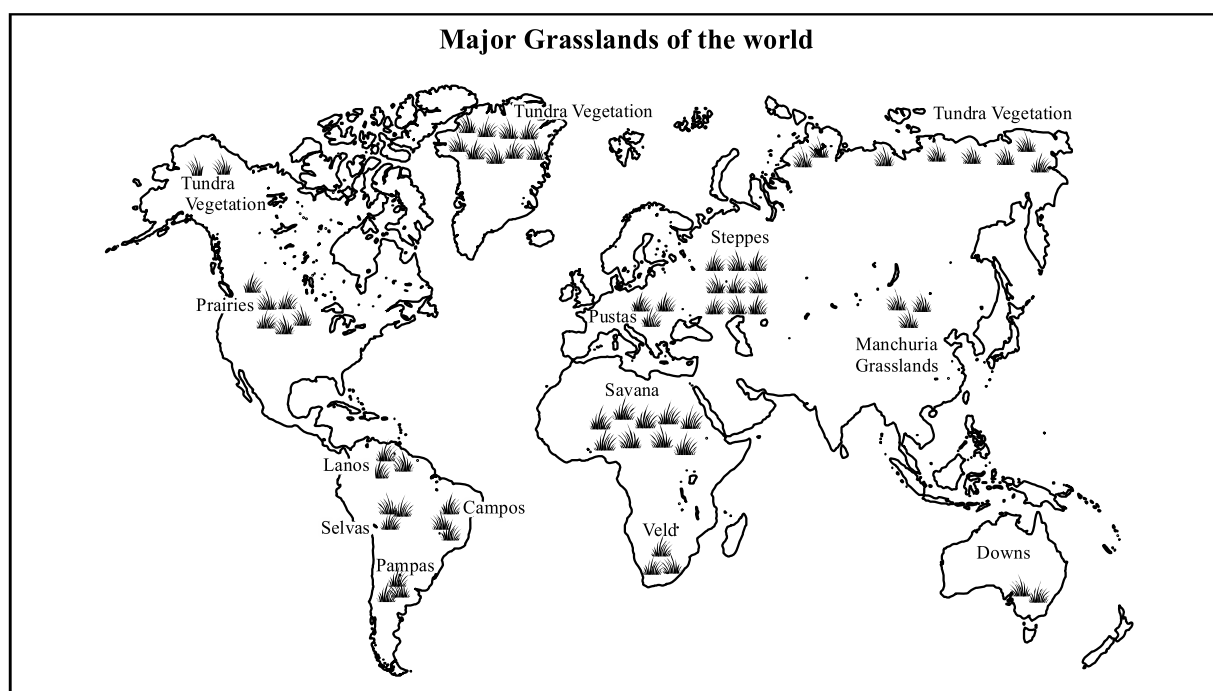 Major Grasslands of the world
Tundra Vegetation
Tundra Vegetation
Tundra
Vegetation
Steppes
Prairies
Pustas
Manchuria
Grasslands
Savana
Lanos
Campos
Selvas
Veld
Downs
Pampas